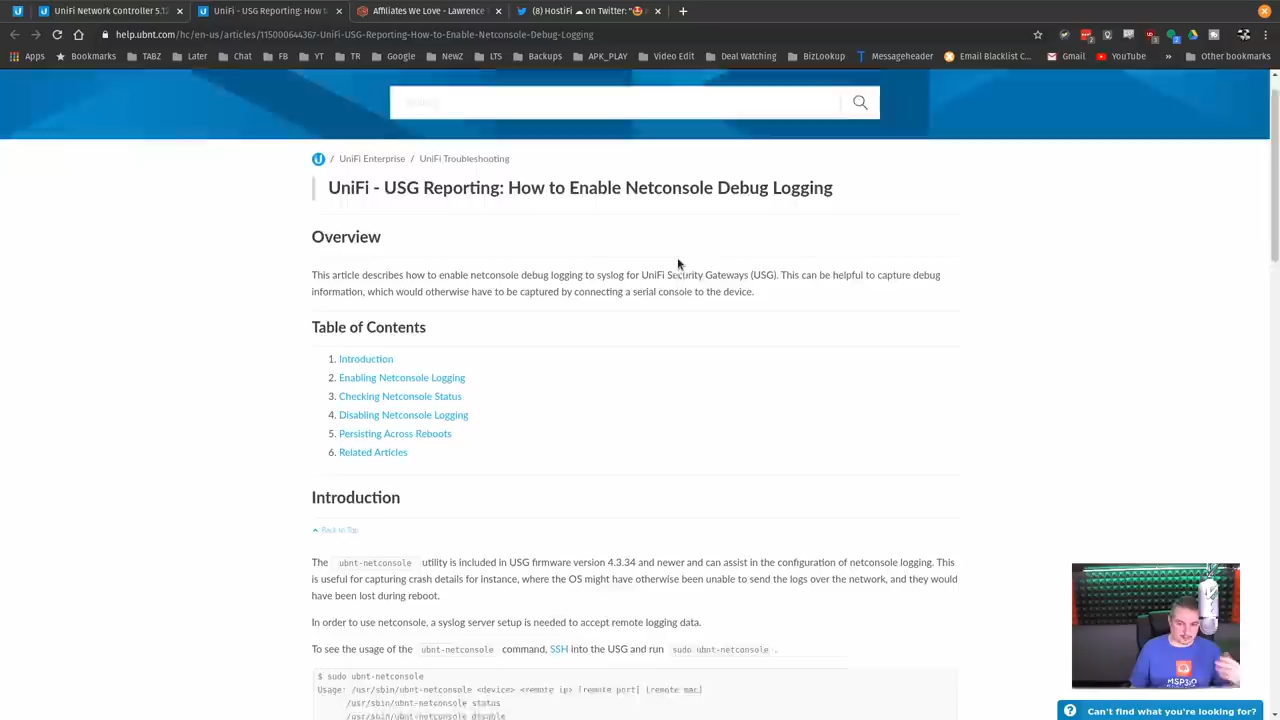 UniFi Network Controller 5.12
UniFi - USG Reporting: How t
Affiliates We Love - Lawrence
(8) HostiFi ☁ on Twitter: "
help.ubnt.com/hc/en-us/articles/115000644367-UniFi-USG-Reporting-How-to-Enable-Netconsole-Debug-Logging
Apps Bookmarks TAB2 Later Chat FB YT TR Google NewZ LTS Backups APK_PLAY Video Edit Deal Watching BizLookup Messageheader Email Blacklist C... Gmail YouTube » Other bookmarks
/ UniFi Enterprise / UniFi Troubleshooting
UniFi - USG Reporting: How to Enable Netconsole Debug Logging
Overview
This article describes how to enable netconsole debug logging to syslog for UniFi Security Gateways (USG). This can be helpful to capture debug
information, which would otherwise have to be captured by connecting a serial console to the device.
Table of Contents
1. Introduction
2. Enabling Netconsole Logging
3. Checking Netconsole Status
4. Disabling Netconsole Logging
5. Persisting Across Reboots
6. Related Articles
Introduction
Back to Top
The ubnt-netconsole utility is included in USG firmware version 4.3.34 and newer and can assist in the configuration of netconsole logging. This
is useful for capturing crash details for instance, where the OS might have otherwise been unable to send the logs over the network, and they would
have been lost during reboot.
In order to use netconsole, a syslog server setup is needed to accept remote logging data.
To see the usage of the ubnt-netconsole command, SSH into the USG and run sudo ubnt-netconsole .
$ sudo ubnt-netconsole
Usage: /usr/sbin/ubnt-netconsole <device> <remote ip> [remote port] [remote mac]
/usr/sbin/ubnt-netconsole status
/usr/sbin/ubnt-netconsole disable
Can't find what you're looking for?